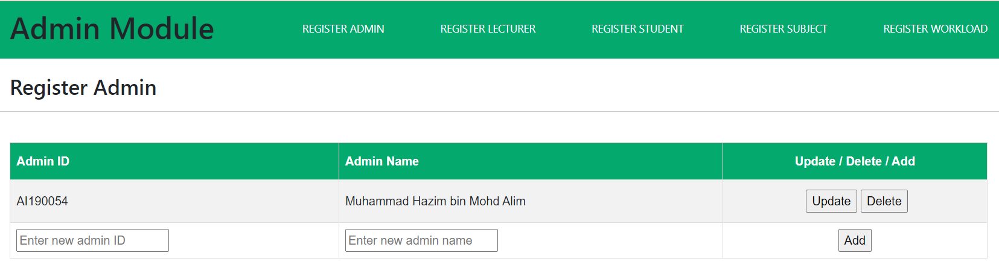 Admin Module REGISTER ADMIN REGISTER LECTURER REGISTER STUDENT REGISTER SUBJECT REGISTER WORKLOAD
Register Admin
Admin ID Admin Name Update / Delete / Add
AI190054 Muhammad Hazim bin Mohd Alim Update Delete
Enter new admin ID Enter new admin name Add